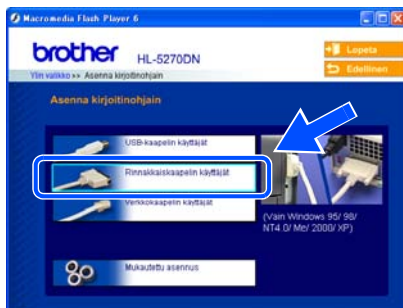 Macromedia Flash Player 6
brother HL-5270DN
Lopeta
Edellinen
Ylin valikko >> Asenna kirjoitinohjain
Asenna kirjoitinohjain
USB-kaapelin käyttäjät
Rinnakkaiskaapelin käyttäjät
Verkkokaapelin käyttäjät
(Vain Windows 95/ 98/
NT4.0/ Me/ 2000/ XP)
Mukautettu asennus